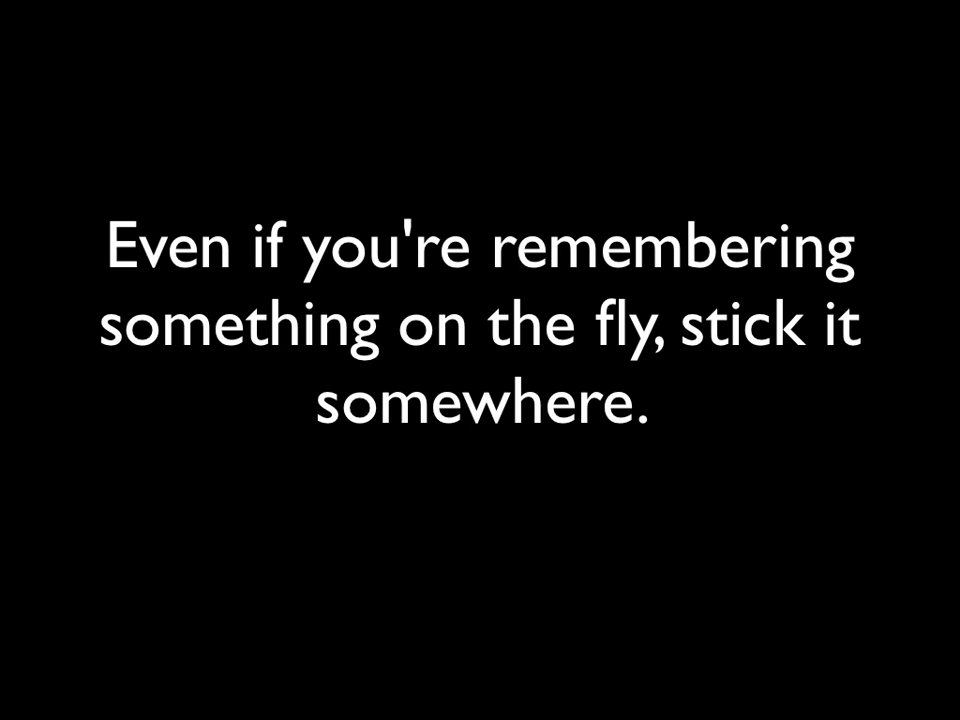 Even if you're remembering
something on the fly, stick it
somewhere.